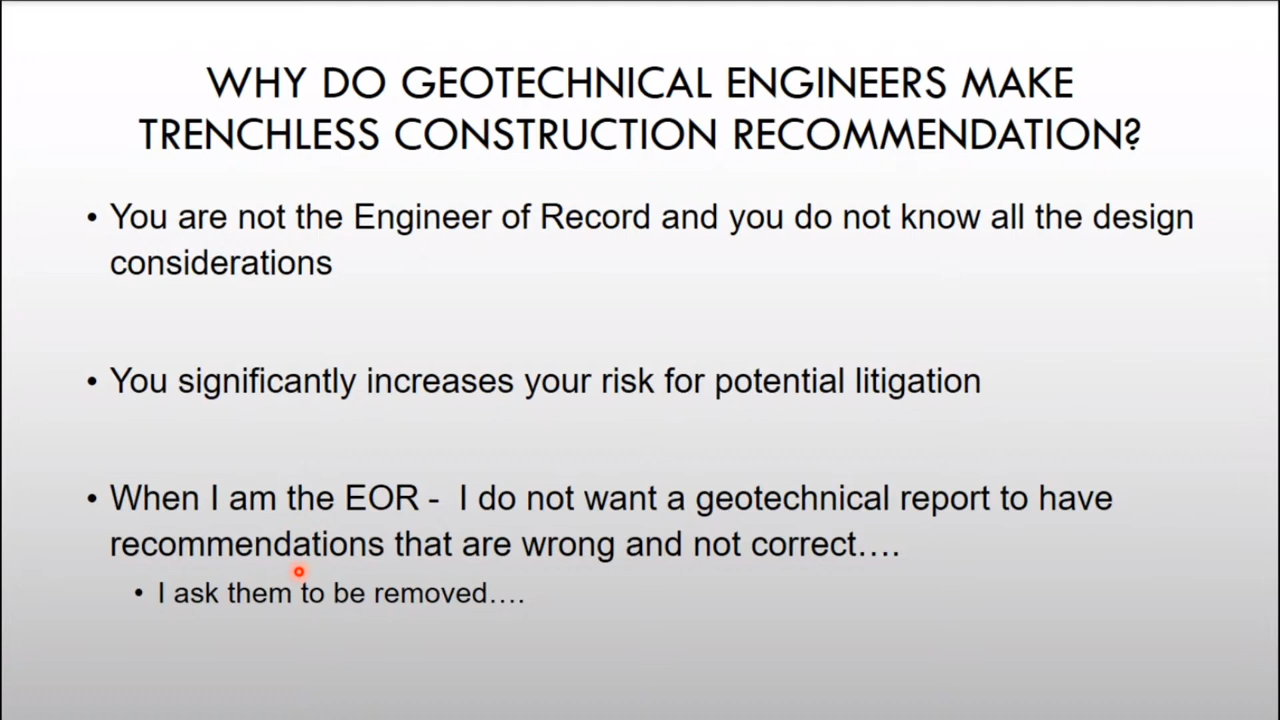 WHY DO GEOTECHNICAL ENGINEERS MAKE
TRENCHLESS CONSTRUCTION RECOMMENDATION?
• You are not the Engineer of Record and you do not know all the design
considerations
• You significantly increases your risk for potential litigation
• When I am the EOR - I do not want a geotechnical report to have
recommendations that are wrong and not correct....
• I ask them to be removed....